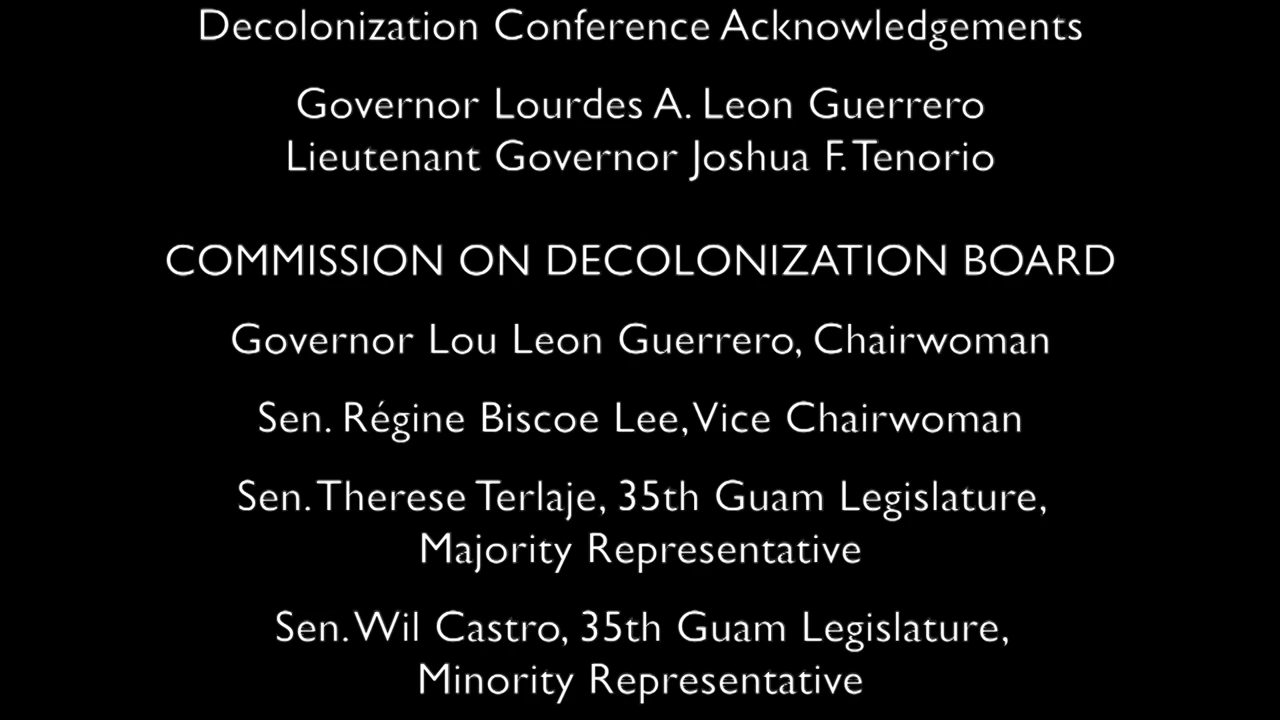 Decolonization Conference Acknowledgements
Governor Lourdes A. Leon Guerrero
Lieutenant Governor Joshua F. Tenorio
COMMISSION ON DECOLONIZATION BOARD
Governor Lou Leon Guerrero, Chairwoman
Sen. Régine Biscoe Lee, Vice Chairwoman
Sen. Therese Terlaje, 35th Guam Legislature,
Majority Representative
Sen. Wil Castro, 35th Guam Legislature,
Minority Representative